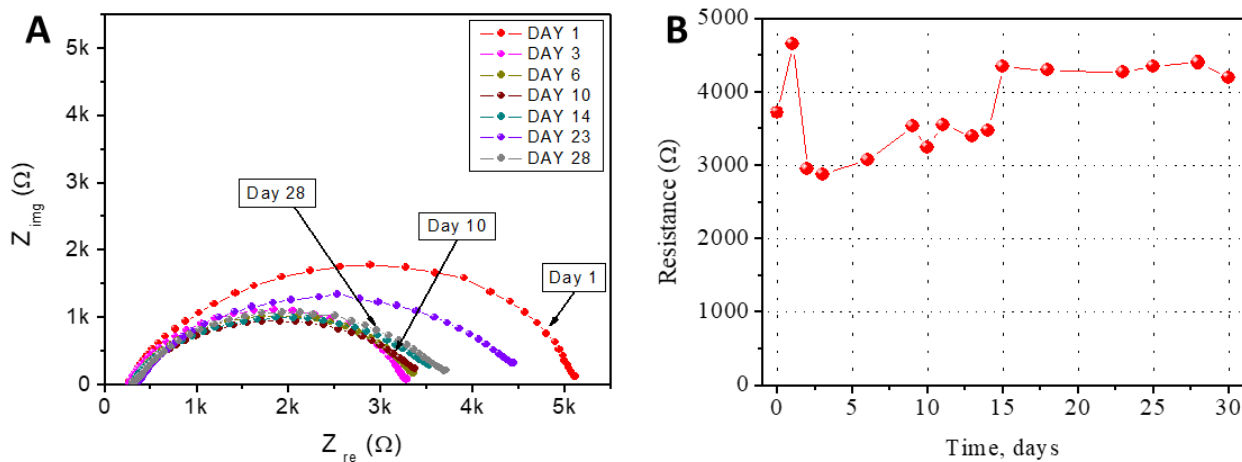 A
5k
4k
3k
2k
1k
0
Z img (Ω)
DAY 1
DAY 3
DAY 6
DAY 10
DAY 14
DAY 23
DAY 28
Day 28
Day 10
Day 1
0 1k 2k 3k 4k 5k
Z re (Ω)
B
5000
4000
3000
2000
1000
0
Resistance (Ω)
0 5 10 15 20 25 30
Time, days